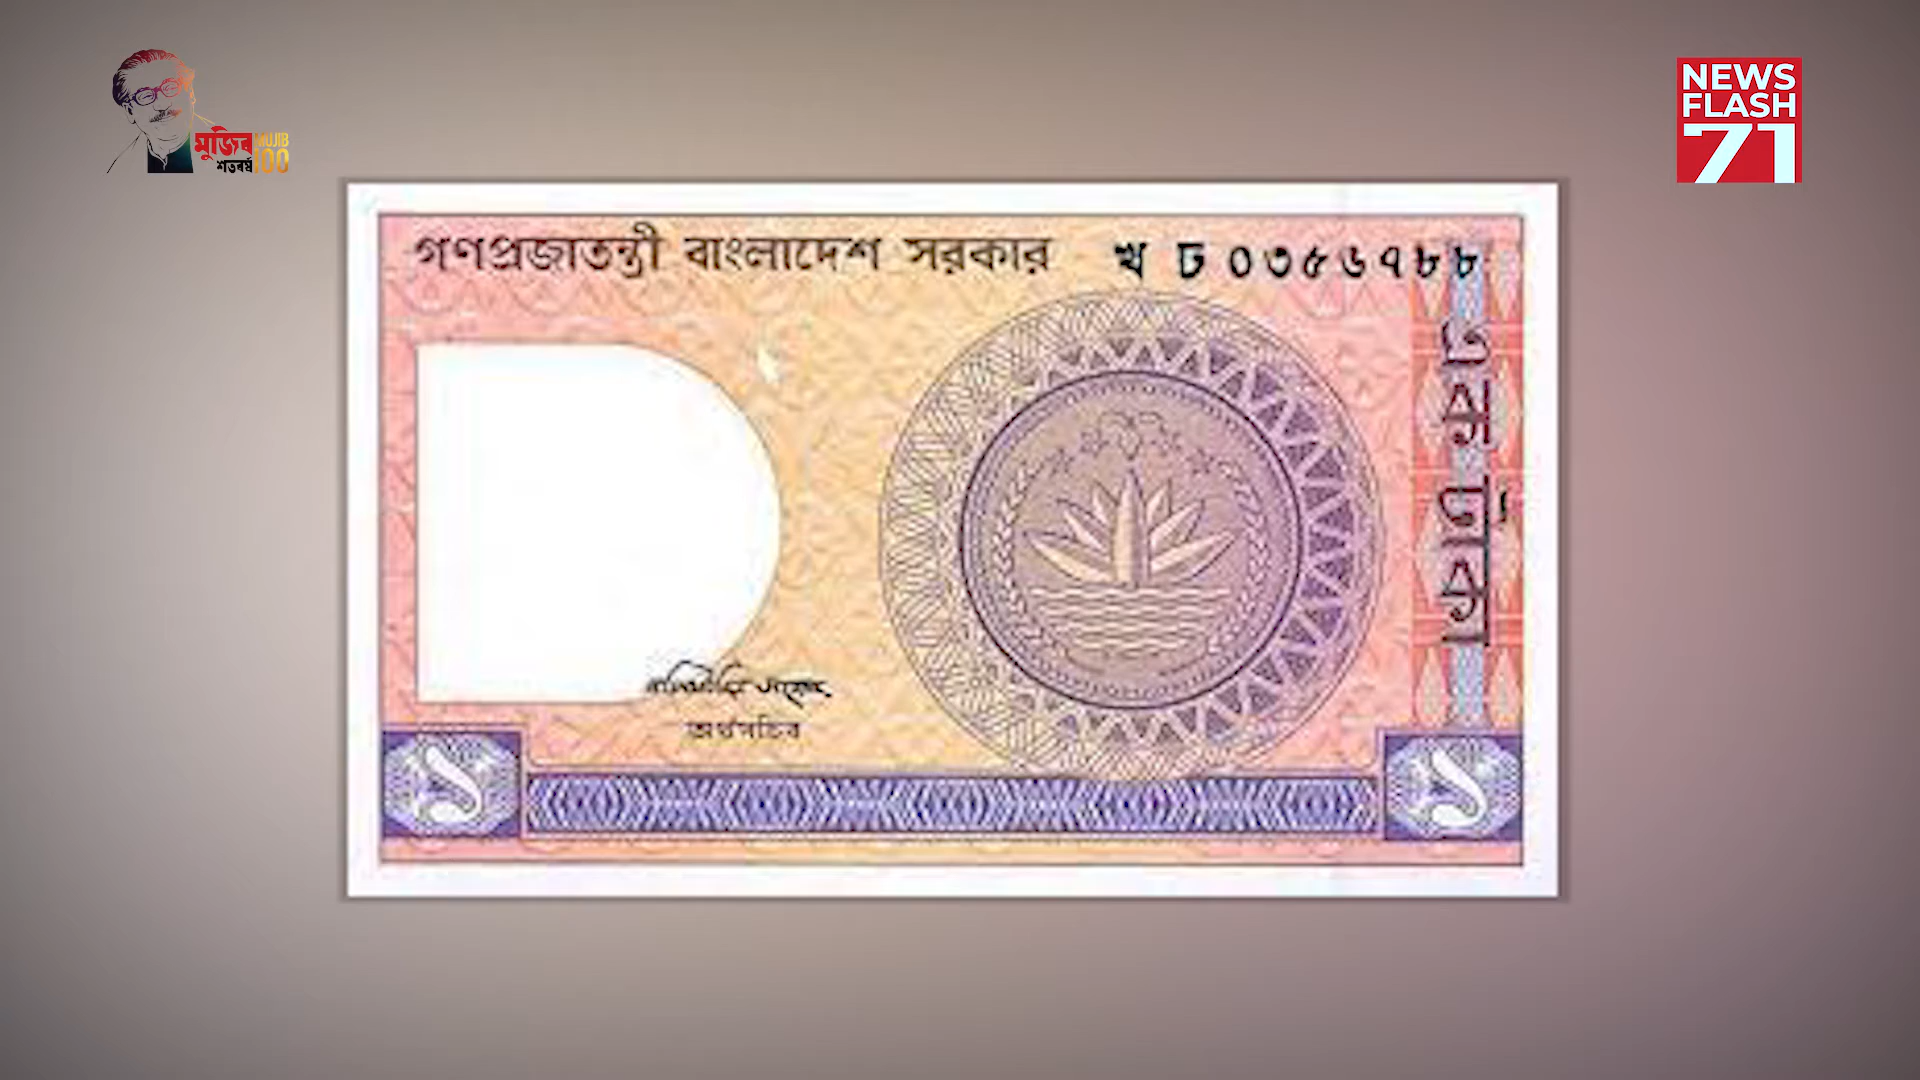 মুজিব
শতবর্ষ
MUJIB
100
NEWS
FLASH
71
গণপ্রজাতন্ত্রী বাংলাদেশ সরকার
খ ঢ ০৩৫৬৭৮৮
এক টাকা
অর্থসচিব
১
১